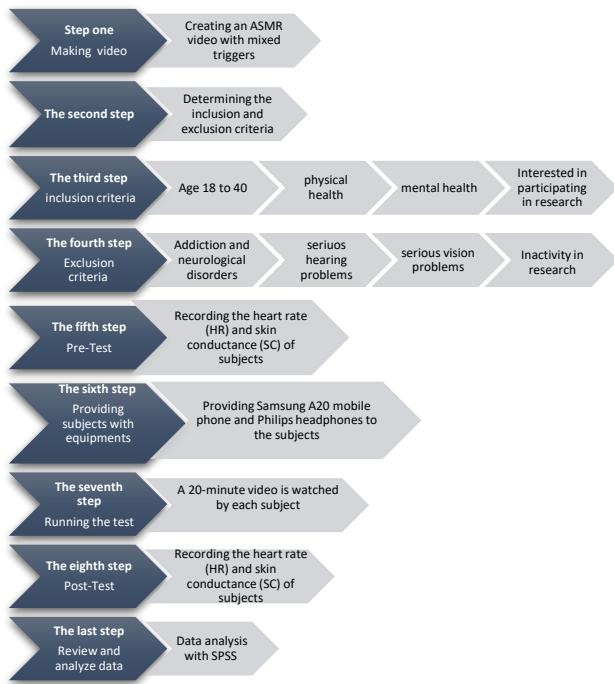 Step one
Making video
Creating an ASMR
video with mixed
triggers
The second step
Determining the
inclusion and
exclusion criteria
The third step
inclusion criteria
Age 18 to 40
physical
health
mental health
Interested in
participating
in research
The fourth step
Exclusion
criteria
Addiction and
neurological
disorders
seriuos
hearing
problems
serious vision
problems
Inactivity in
research
The fifth step
Pre-Test
Recording the heart rate
(HR) and skin
conductance (SC) of
subjects
The sixth step
Providing
subjects with
equipments
Providing Samsung A20 mobile
phone and Philips headphones to
the subjects
The seventh
step
Running the test
A 20-minute video is watched
by each subject
The eighth step
Post-Test
Recording the heart rate
(HR) and skin
conductance (SC) of
subjects
The last step
Review and
analyze data
Data analysis
with SPSS